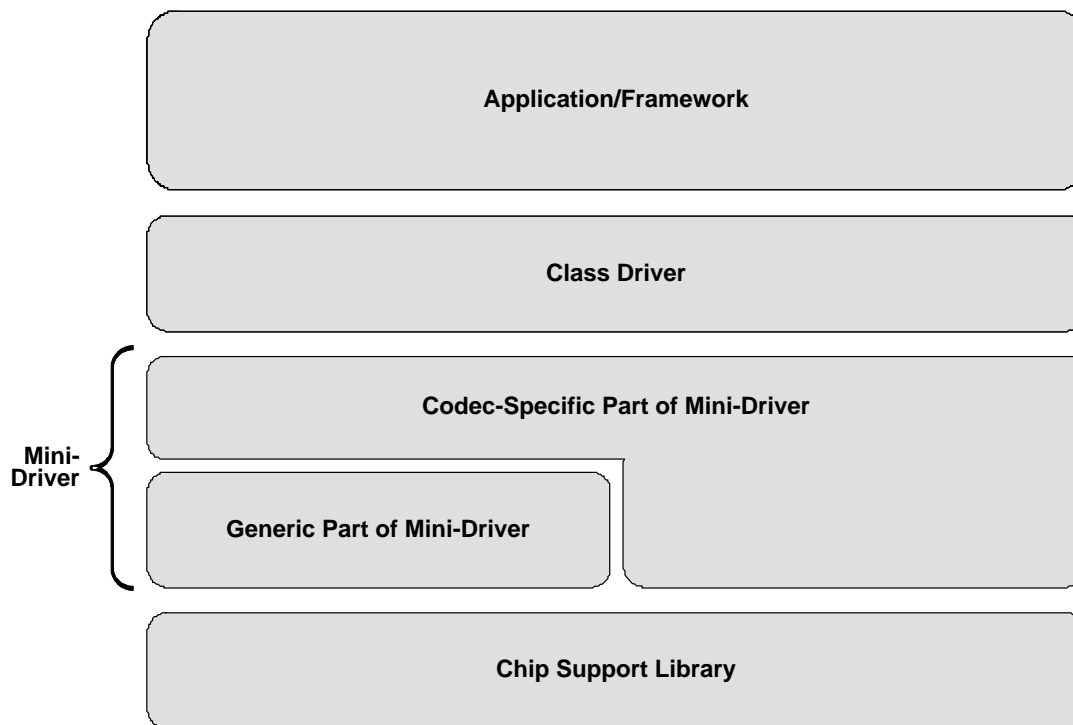 Application/Framework
Class Driver
Codec-Specific Part of Mini-Driver
Mini-
Driver
Generic Part of Mini-Driver
Chip Support Library